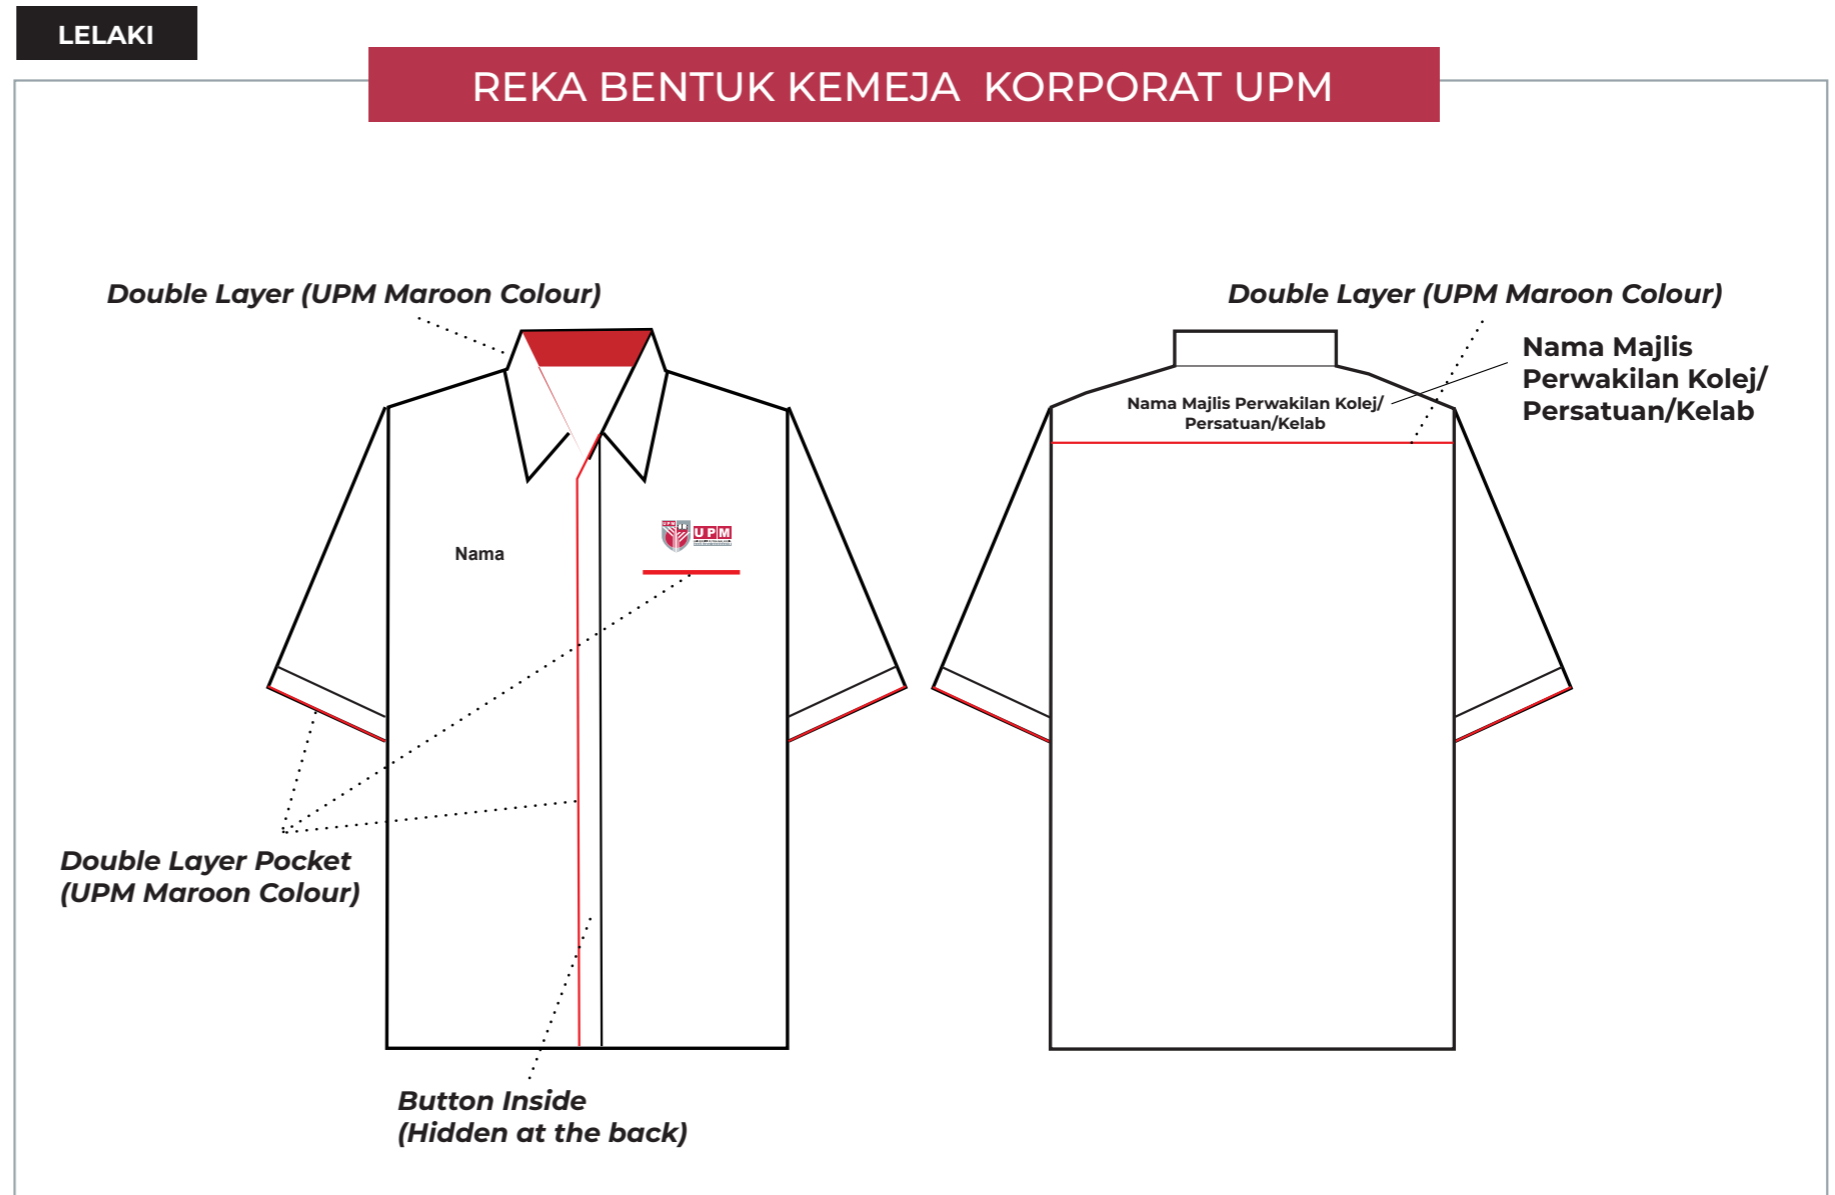 LELAKI
REKA BENTUK KEMEJA KORPORAT UPM
Double Layer (UPM Maroon Colour)
Double Layer (UPM Maroon Colour)
Nama Majlis
Perwakilan Kolej/
Persatuan/Kelab
Nama Majlis Perwakilan Kolej/
Persatuan/Kelab
Nama
UPM
Double Layer Pocket
(UPM Maroon Colour)
Button Inside
(Hidden at the back)